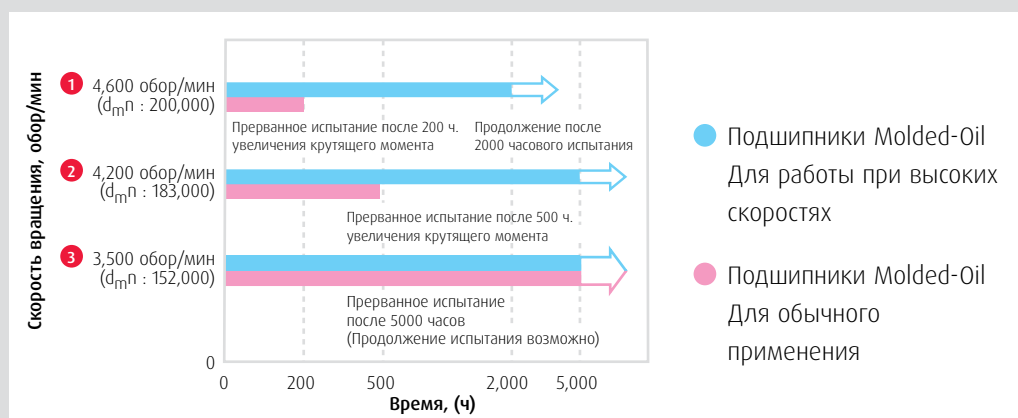 Скорость вращения, обор/мин
1 4,600 обор/мин
(dmn : 200,000)
Прерванное испытание после 200 ч.
увеличения крутящего момента
Продолжение после
2000 часового испытания
2 4,200 обор/мин
(dmn : 183,000)
Прерванное испытание после 500 ч.
увеличения крутящего момента
3 3,500 обор/мин
(dmn : 152,000)
Прерванное испытание
после 5000 часов
(Продолжение испытания возможно)
0
0 200 500 2,000 5,000
Время, (ч)
Подшипники Molded-Oil
Для работы при высоких
скоростях
Подшипники Molded-Oil
Для обычного
применения